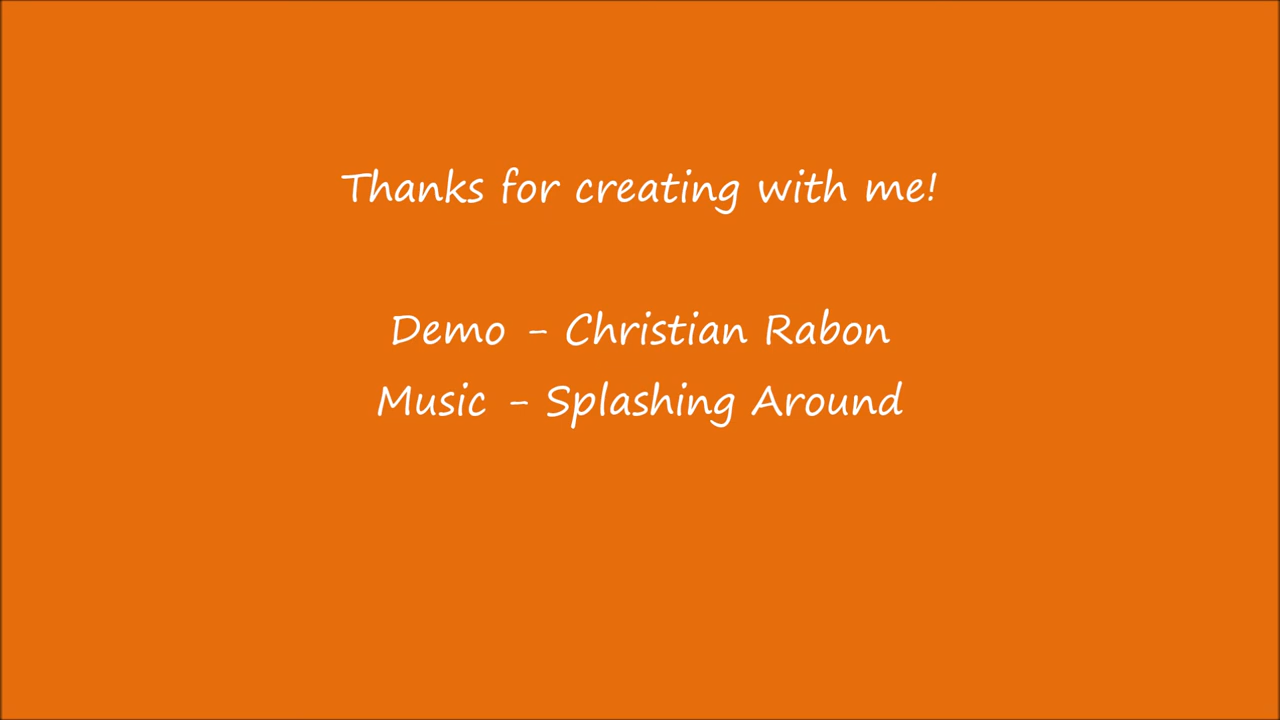 Thanks for creating with me!
Demo - Christian Rabon
Music - Splashing Around